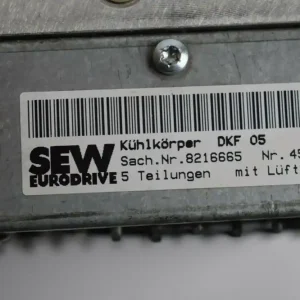 SEW
EURODRIVE
Kühlkörper DKF 05
Sach.Nr.8216665 Nr.
5 Teilungen mit